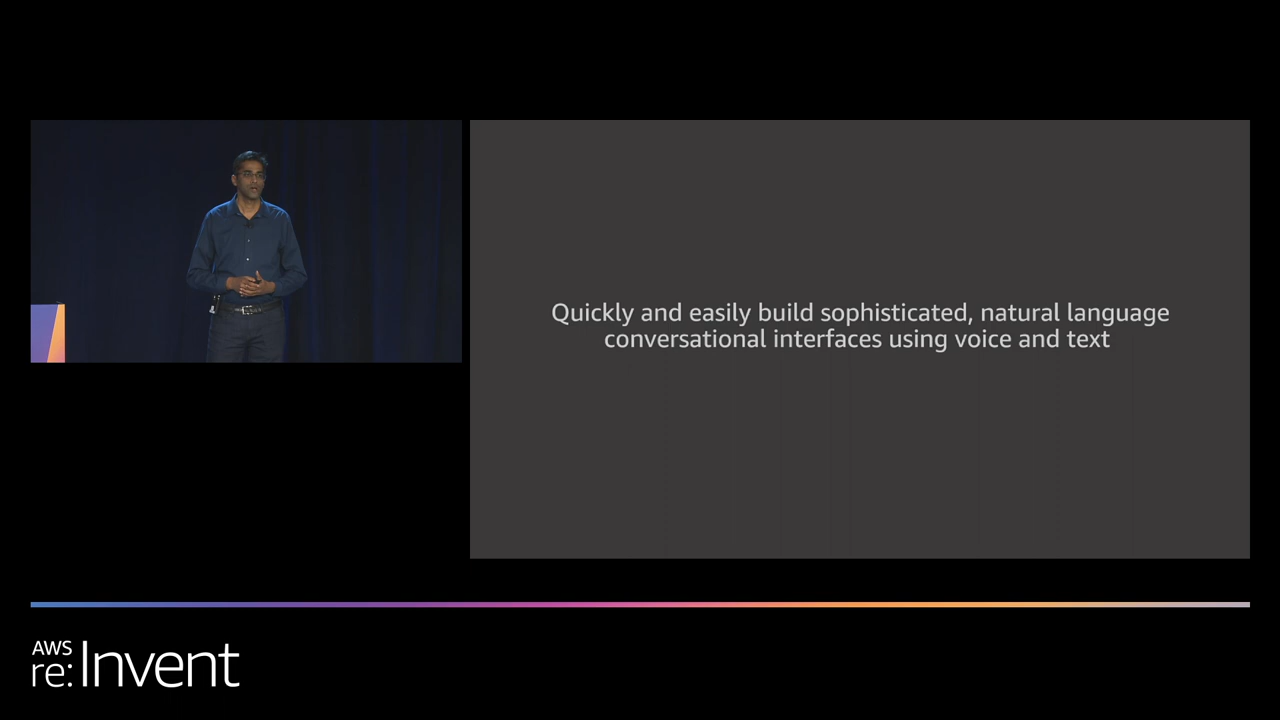 Quickly and easily build sophisticated, natural language
conversational interfaces using voice and text
AWS
re:Invent